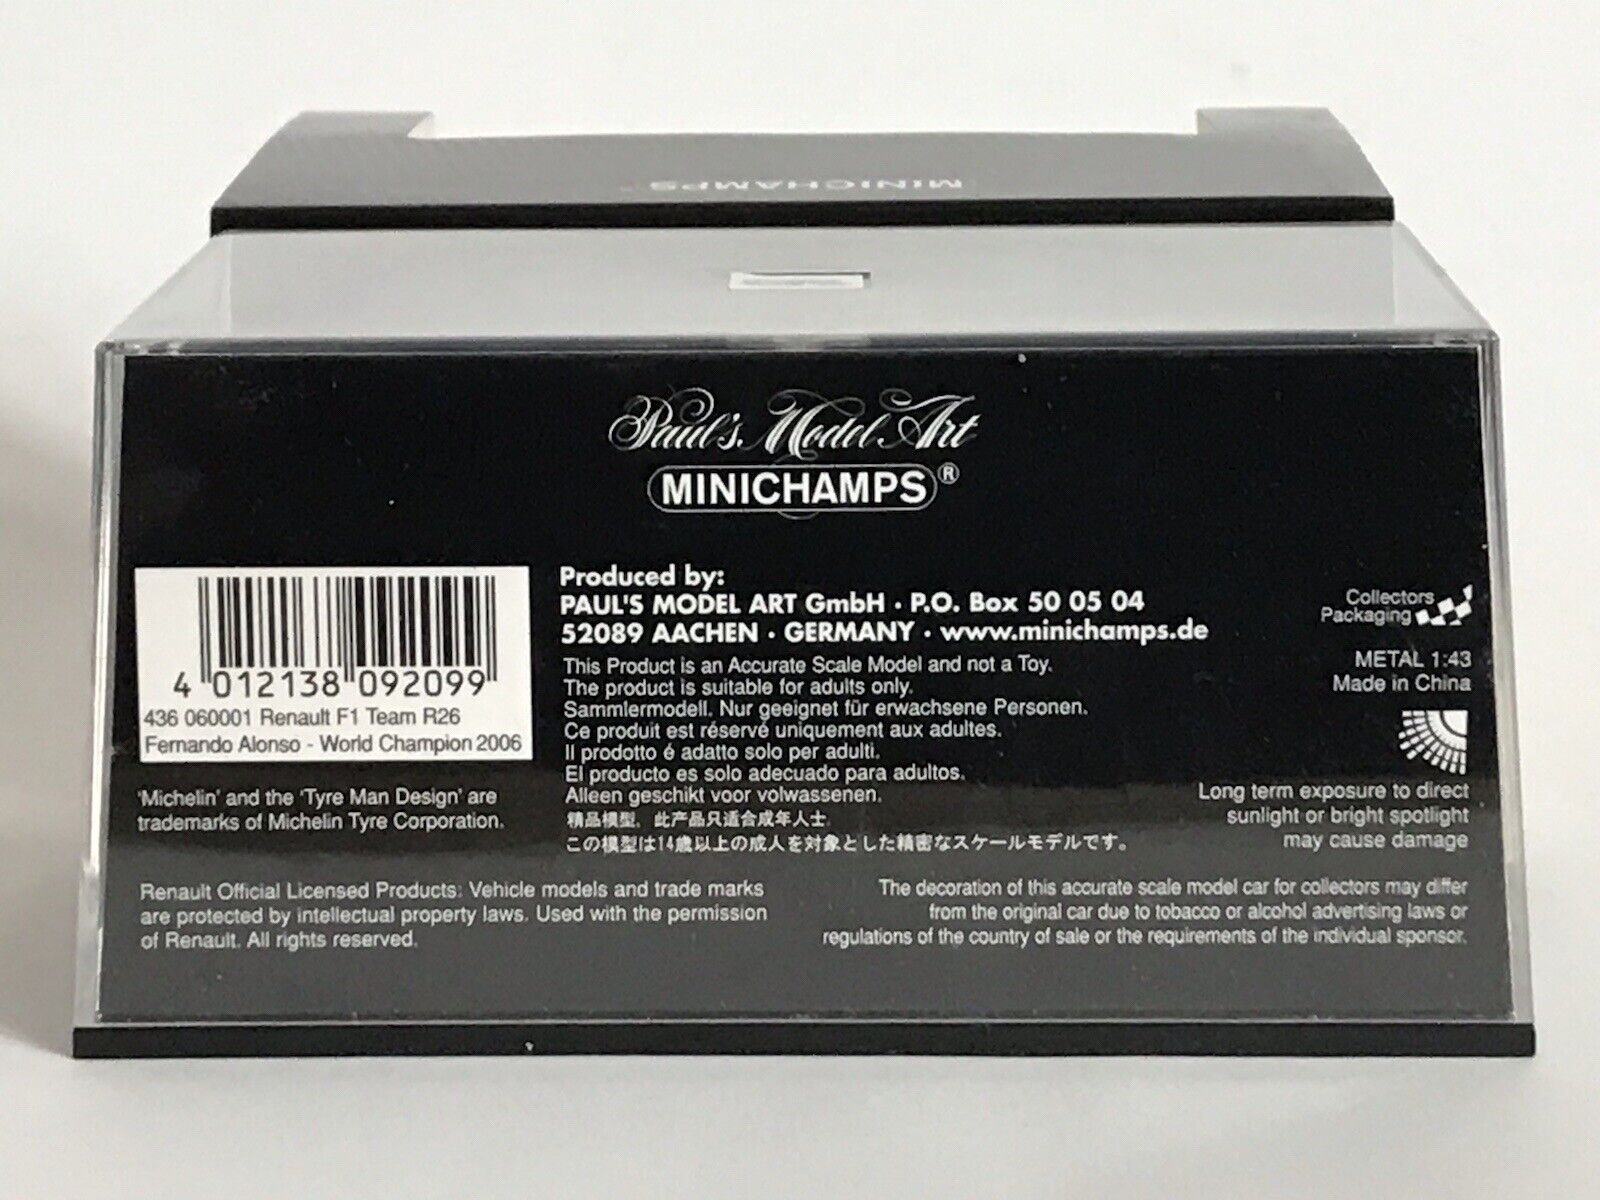 MINICHAMPS
Paul's Model Art
MINICHAMPS®
4 012138 092099
436 060001 Renault F1 Team R26
Fernando Alonso - World Champion 2006
'Michelin' and the 'Tyre Man Design' are
trademarks of Michelin Tyre Corporation.
Produced by:
PAUL'S MODEL ART GmbH · P.O. Box 50 05 04
52089 AACHEN · GERMANY · www.minichamps.de
This Product is an Accurate Scale Model and not a Toy.
The product is suitable for adults only.
Sammlermodell. Nur geeignet für erwachsene Personen.
Ce produit est réservé uniquement aux adultes.
Il prodotto é adatto solo per adulti.
El producto es solo adecuado para adultos.
Alleen geschikt voor volwassenen.
精品模型，此产品只适合成年人士.
この模型は14歳以上の成人を対象とした精密なスケールモデルです。
Collectors
Packaging
METAL 1:43
Made in China
Long term exposure to direct
sunlight or bright spotlight
may cause damage
Renault Official Licensed Products: Vehicle models and trade marks
are protected by intellectual property laws. Used with the permission
of Renault. All rights reserved.
The decoration of this accurate scale model car for collectors may differ
from the original car due to tobacco or alcohol advertising laws or
regulations of the country of sale or the requirements of the individual sponsor.